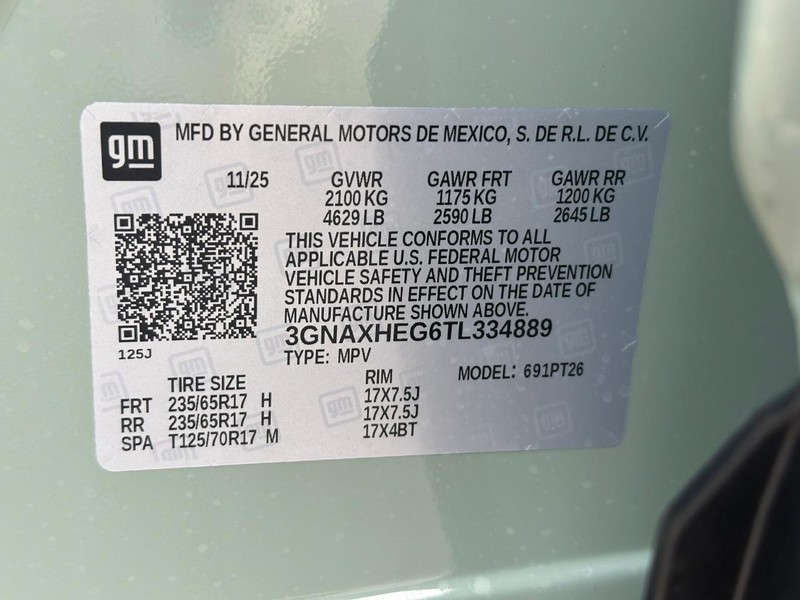 gm
MFD BY GENERAL MOTORS DE MEXICO, S. DE R.L. DE C.V.
11/25 GVWR GAWR FRT GAWR RR
2100 KG 1175 KG 1200 KG
4629 LB 2590 LB 2645 LB
THIS VEHICLE CONFORMS TO ALL
APPLICABLE U.S. FEDERAL MOTOR
VEHICLE SAFETY AND THEFT PREVENTION
STANDARDS IN EFFECT ON THE DATE OF
MANUFACTURE SHOWN ABOVE.
3GNAXHEG6TL334889
125J TYPE: MPV
TIRE SIZE RIM MODEL: 691PT26
FRT 235/65R17 H 17X7.5J
RR 235/65R17 H 17X7.5J
SPA T125/70R17 M 17X4BT